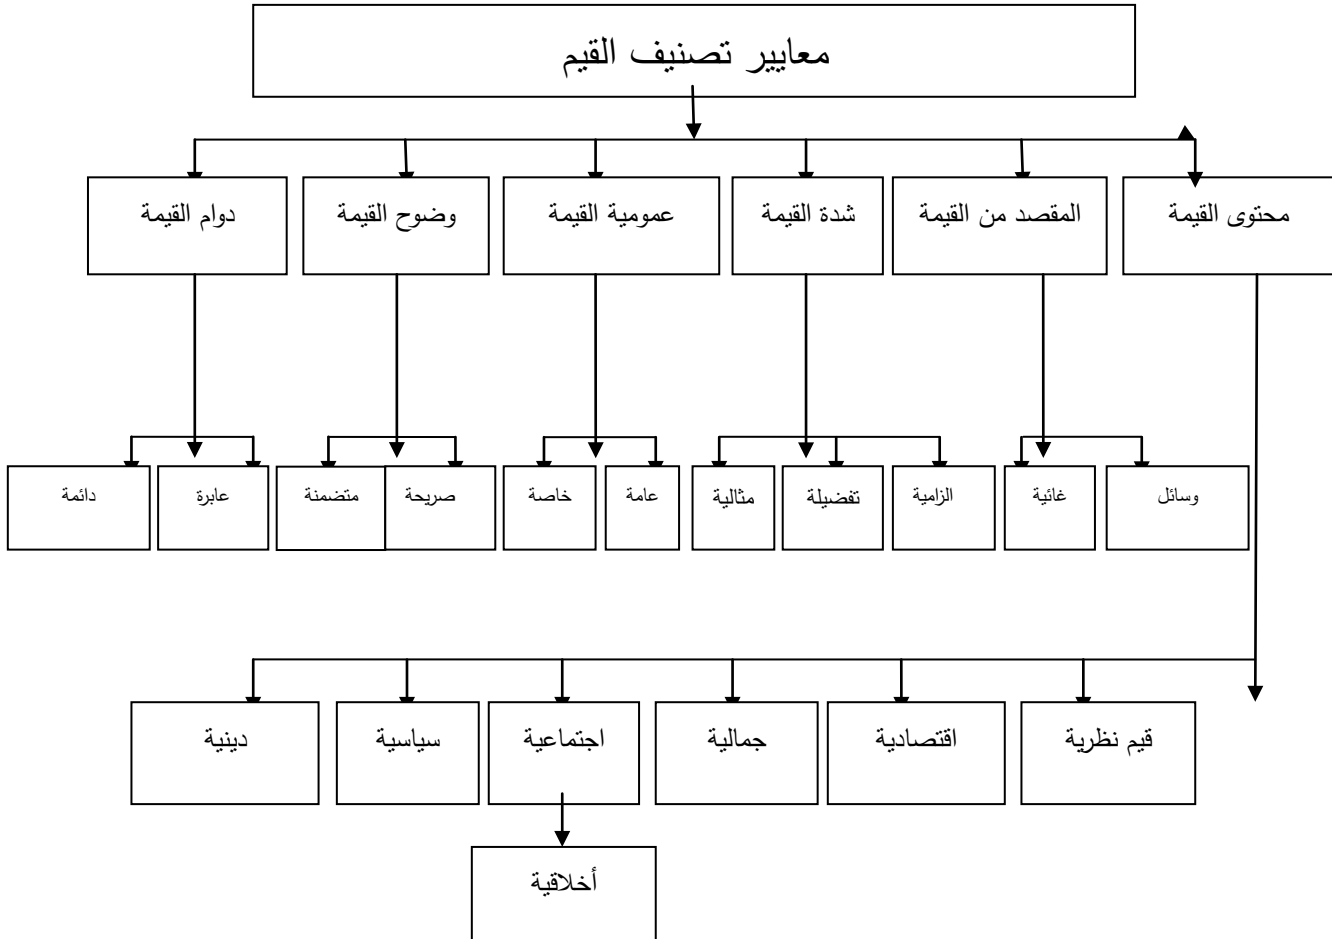 معايير تصنيف القيم
محتوى القيمة
المقصد من القيمة
شدة القيمة
عمومية القيمة
وضوح القيمة
دوام القيمة
وسائل
غائية
الزامية
تفضيلة
مثالية
عامة
خاصة
صريحة
متضمنة
عابرة
دائمة
قيم نظرية
اقتصادية
جمالية
اجتماعية
سياسية
دينية
أخلاقية